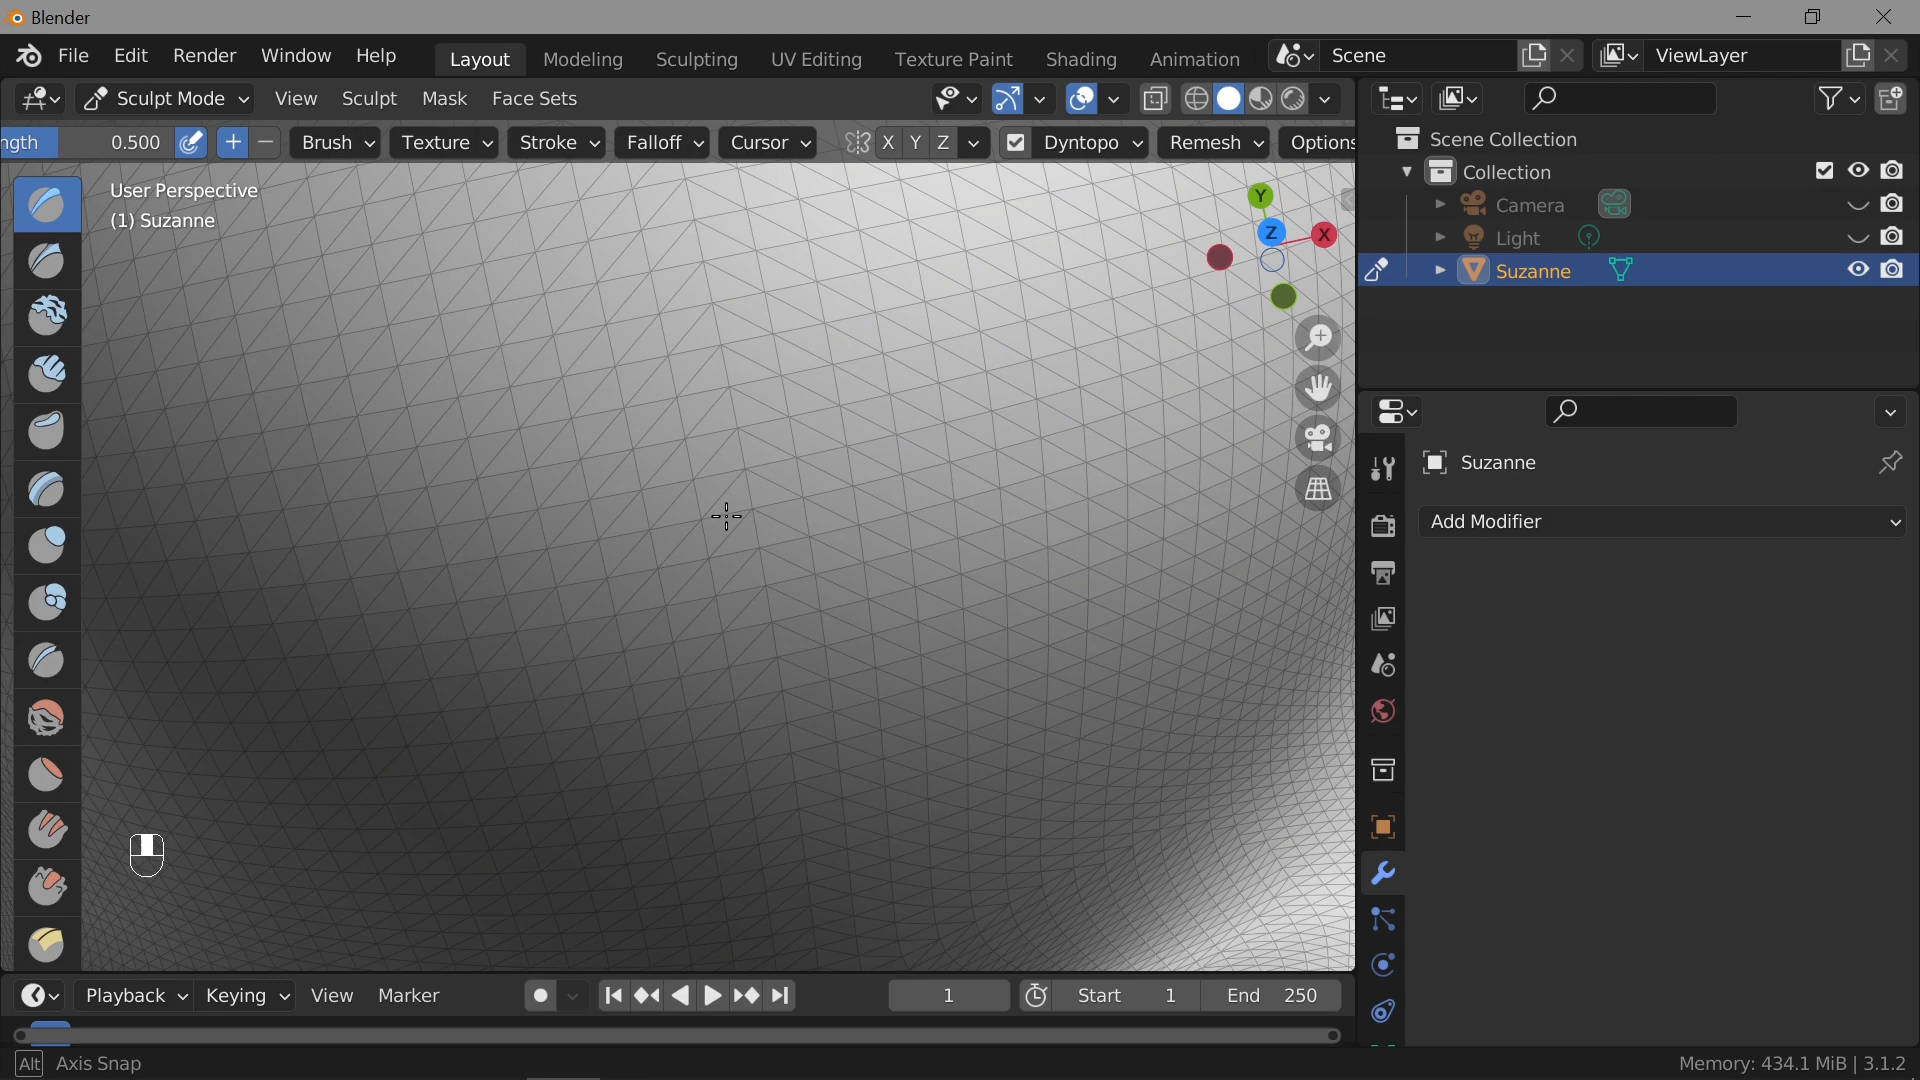 Blender
File Edit Render Window Help Layout Modeling Sculpting UV Editing Texture Paint Shading Animation Scene ViewLayer
Sculpt Mode View Sculpt Mask Face Sets
ngth 0.500 Brush Texture Stroke Falloff Cursor X Y Z Dyntopo Remesh Options
User Perspective
(1) Suzanne
Y
Z X
Scene Collection
Collection
Camera
Light
Suzanne
Suzanne
Add Modifier
Playback Keying View Marker 1 Start 1 End 250
Alt Axis Snap Memory: 434.1 MiB | 3.1.2